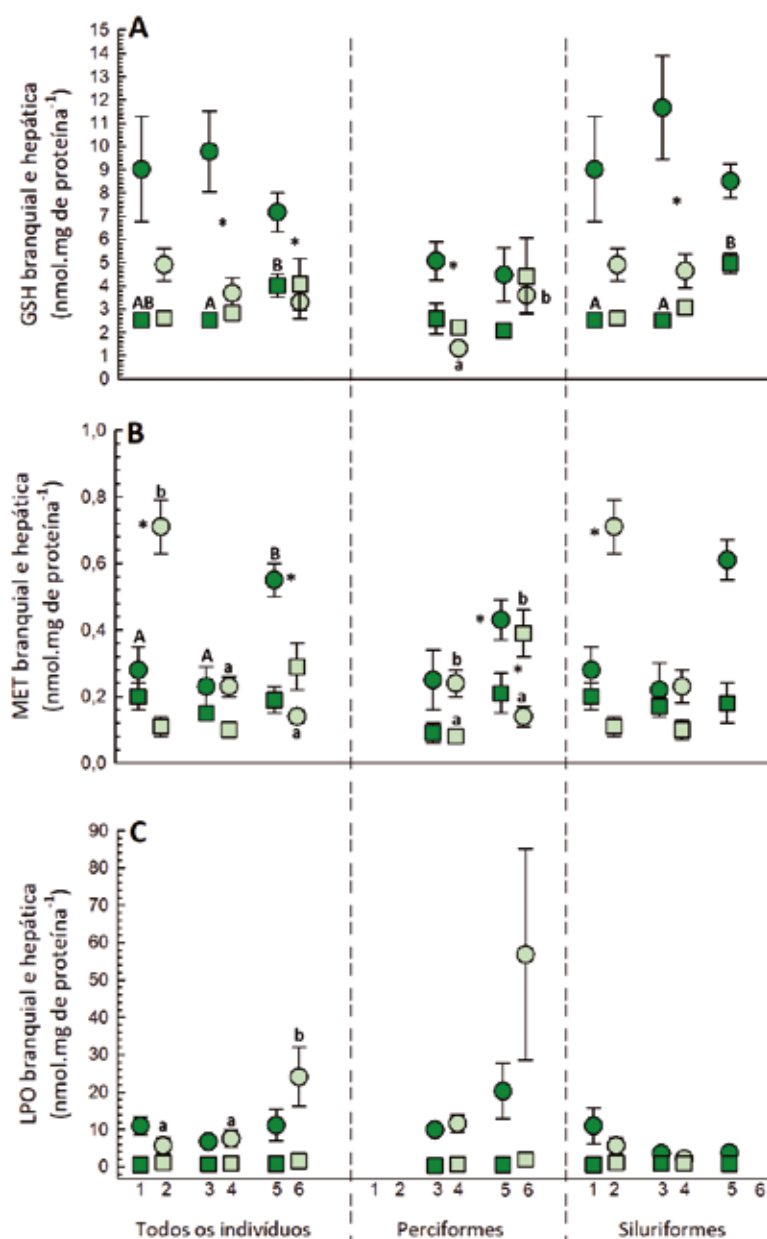 A
GSH branquial e hepática
(nmol.mg de proteína⁻¹)
15
14
13
12
11
10
9
8
7
6
5
4
3
2
1
0
AB
A
*
B
*
*
a
b
A
A
*
B
B
MET branquial e hepática
(nmol.mg de proteína⁻¹)
1,0
0,8
0,6
0,4
0,2
0,0
*
b
A
A
a
B
*
a
b
a
*
b
*
a
*
C
LPO branquial e hepática
(nmol.mg de proteína⁻¹)
90
80
70
60
50
40
30
20
10
0
a
a
b
1 2 3 4 5 6 1 2 3 4 5 6 1 2 3 4 5 6
Todos os indivíduos Perciformes Siluriformes